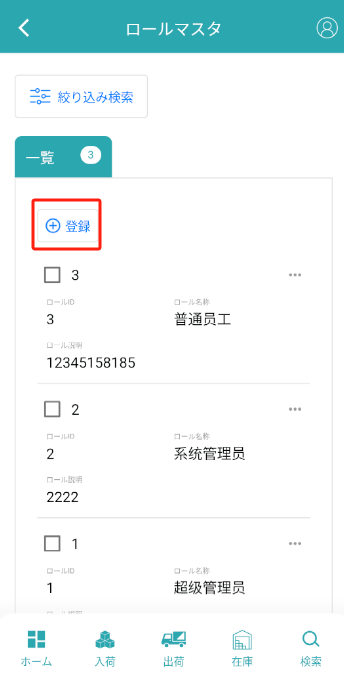 ロールマスタ
絞り込み検索
一覧 3
登録
3
ロールID ロール名称
3 普通员工
ロール説明
12345158185
2
ロールID ロール名称
2 系统管理员
ロール説明
2222
1
ロールID ロール名称
1 超级管理员
ホーム 入荷 出荷 在庫 検索